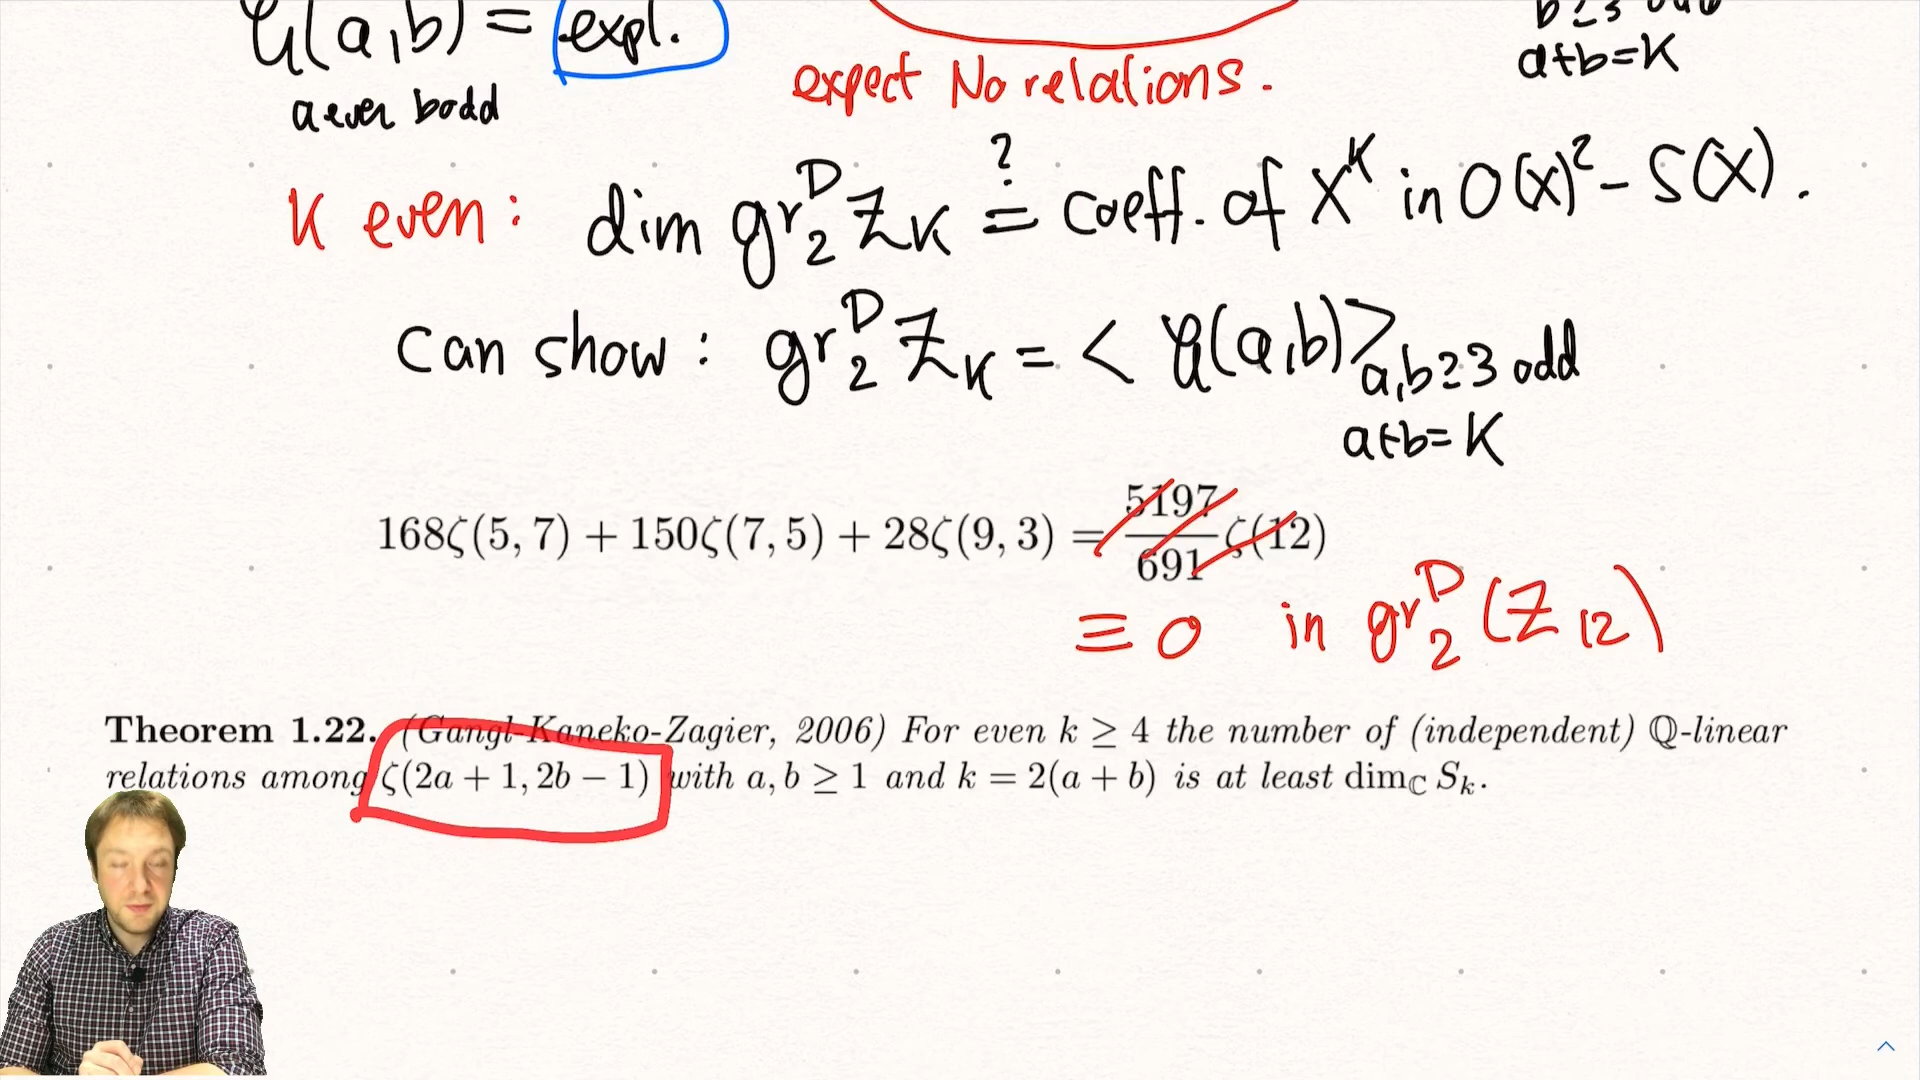 ζ(a,b) = expl.
a even b odd
expect No relations.
b≥3 odd
a+b=K
K even: dim gr₂ᴰ Z_K ≟ coeff. of X^K in O(X)² - S(X).
Can show: gr₂ᴰ Z_K = < ζ(a,b)>_{a,b≥3 odd
a+b=K}
168ζ(5, 7) + 150ζ(7, 5) + 28ζ(9, 3) = 5197/691 ζ(12)
≡ 0 in gr₂ᴰ (Z₁₂)
Theorem 1.22. (Gangl-Kaneko-Zagier, 2006) For even k ≥ 4 the number of (independent) ℚ-linear
relations among ζ(2a + 1, 2b − 1) with a, b ≥ 1 and k = 2(a + b) is at least dim_ℂ S_k.